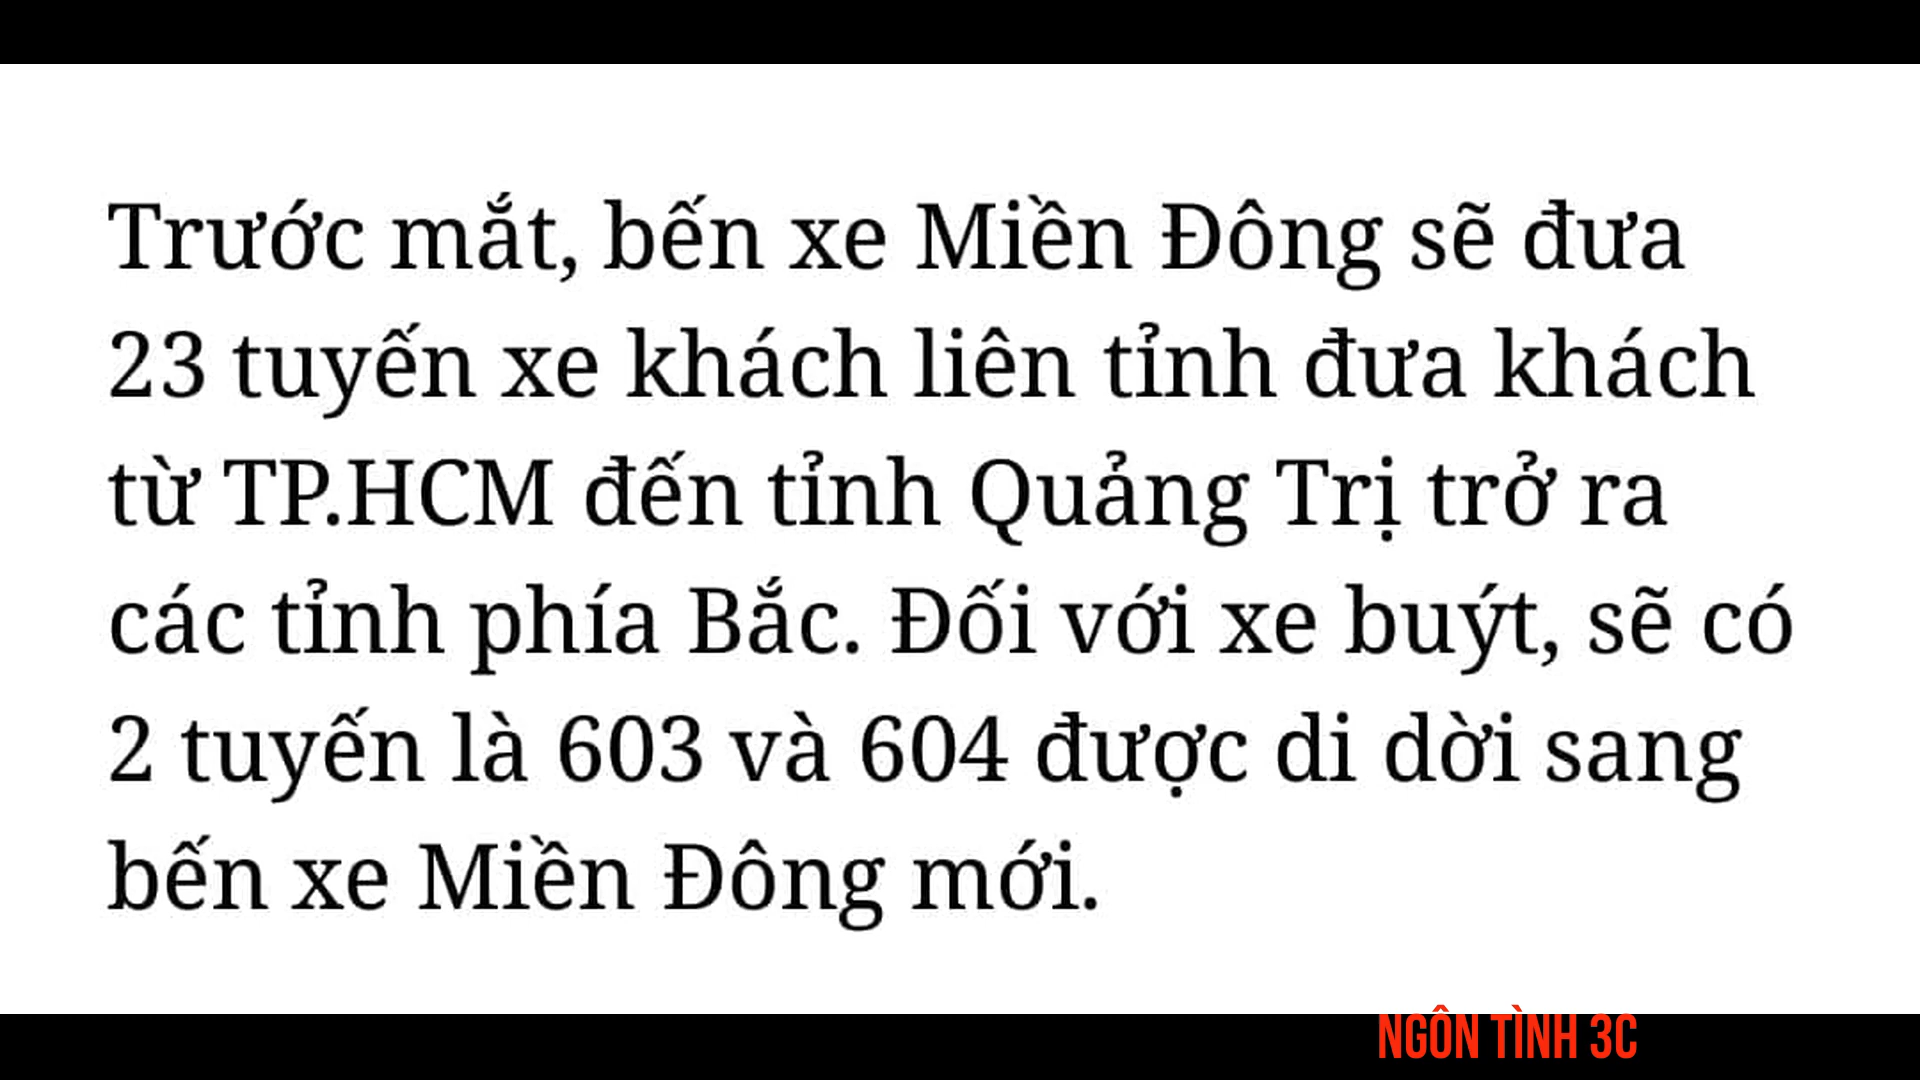 Trước mắt, bến xe Miền Đông sẽ đưa
23 tuyến xe khách liên tỉnh đưa khách
từ TP.HCM đến tỉnh Quảng Trị trở ra
các tỉnh phía Bắc. Đối với xe buýt, sẽ có
2 tuyến là 603 và 604 được di dời sang
bến xe Miền Đông mới.
NGÔN TÌNH 3C